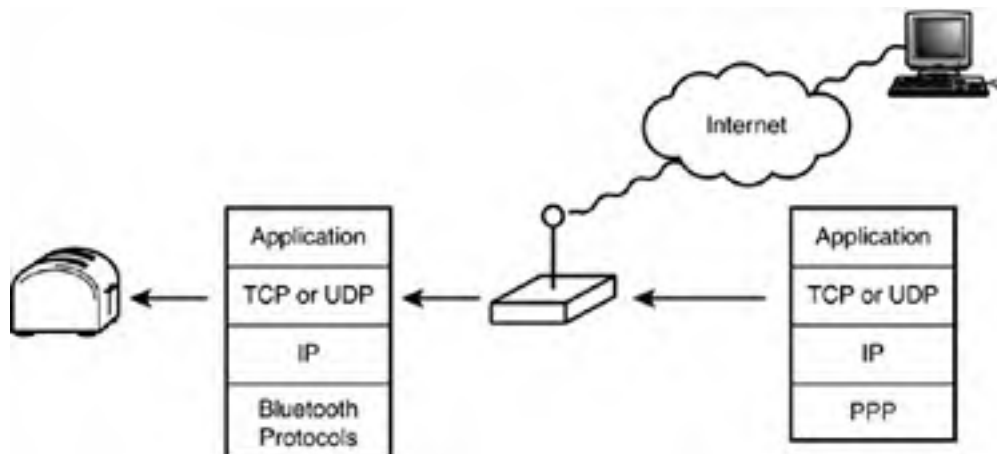 Internet
Application
TCP or UDP
IP
Bluetooth
Protocols
Application
TCP or UDP
IP
PPP